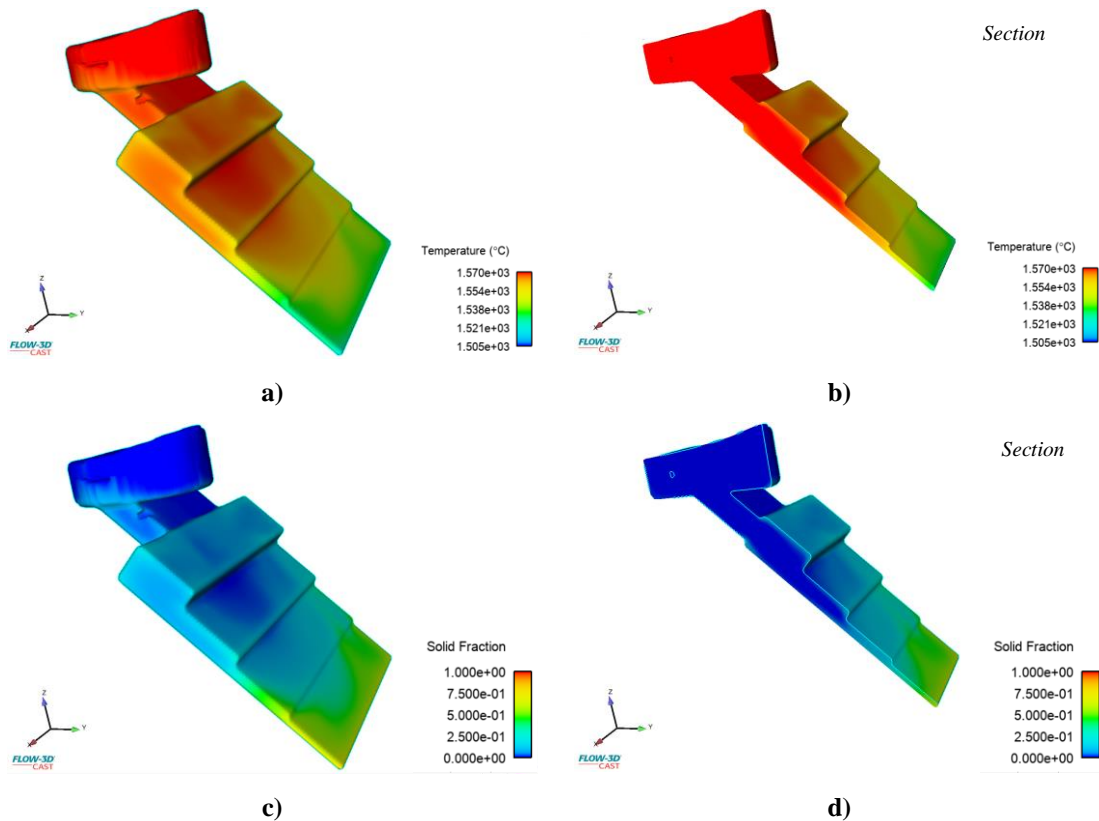 Section
Temperature (°C)
1.570e+03
1.554e+03
1.538e+03
1.521e+03
1.505e+03
z
Y
X
FLOW-3D
CAST
a)
Temperature (°C)
1.570e+03
1.554e+03
1.538e+03
1.521e+03
1.505e+03
z
Y
X
FLOW-3D
CAST
b)
Section
Solid Fraction
1.000e+00
7.500e-01
5.000e-01
2.500e-01
0.000e+00
z
Y
X
FLOW-3D
CAST
c)
Solid Fraction
1.000e+00
7.500e-01
5.000e-01
2.500e-01
0.000e+00
z
Y
X
FLOW-3D
CAST
d)